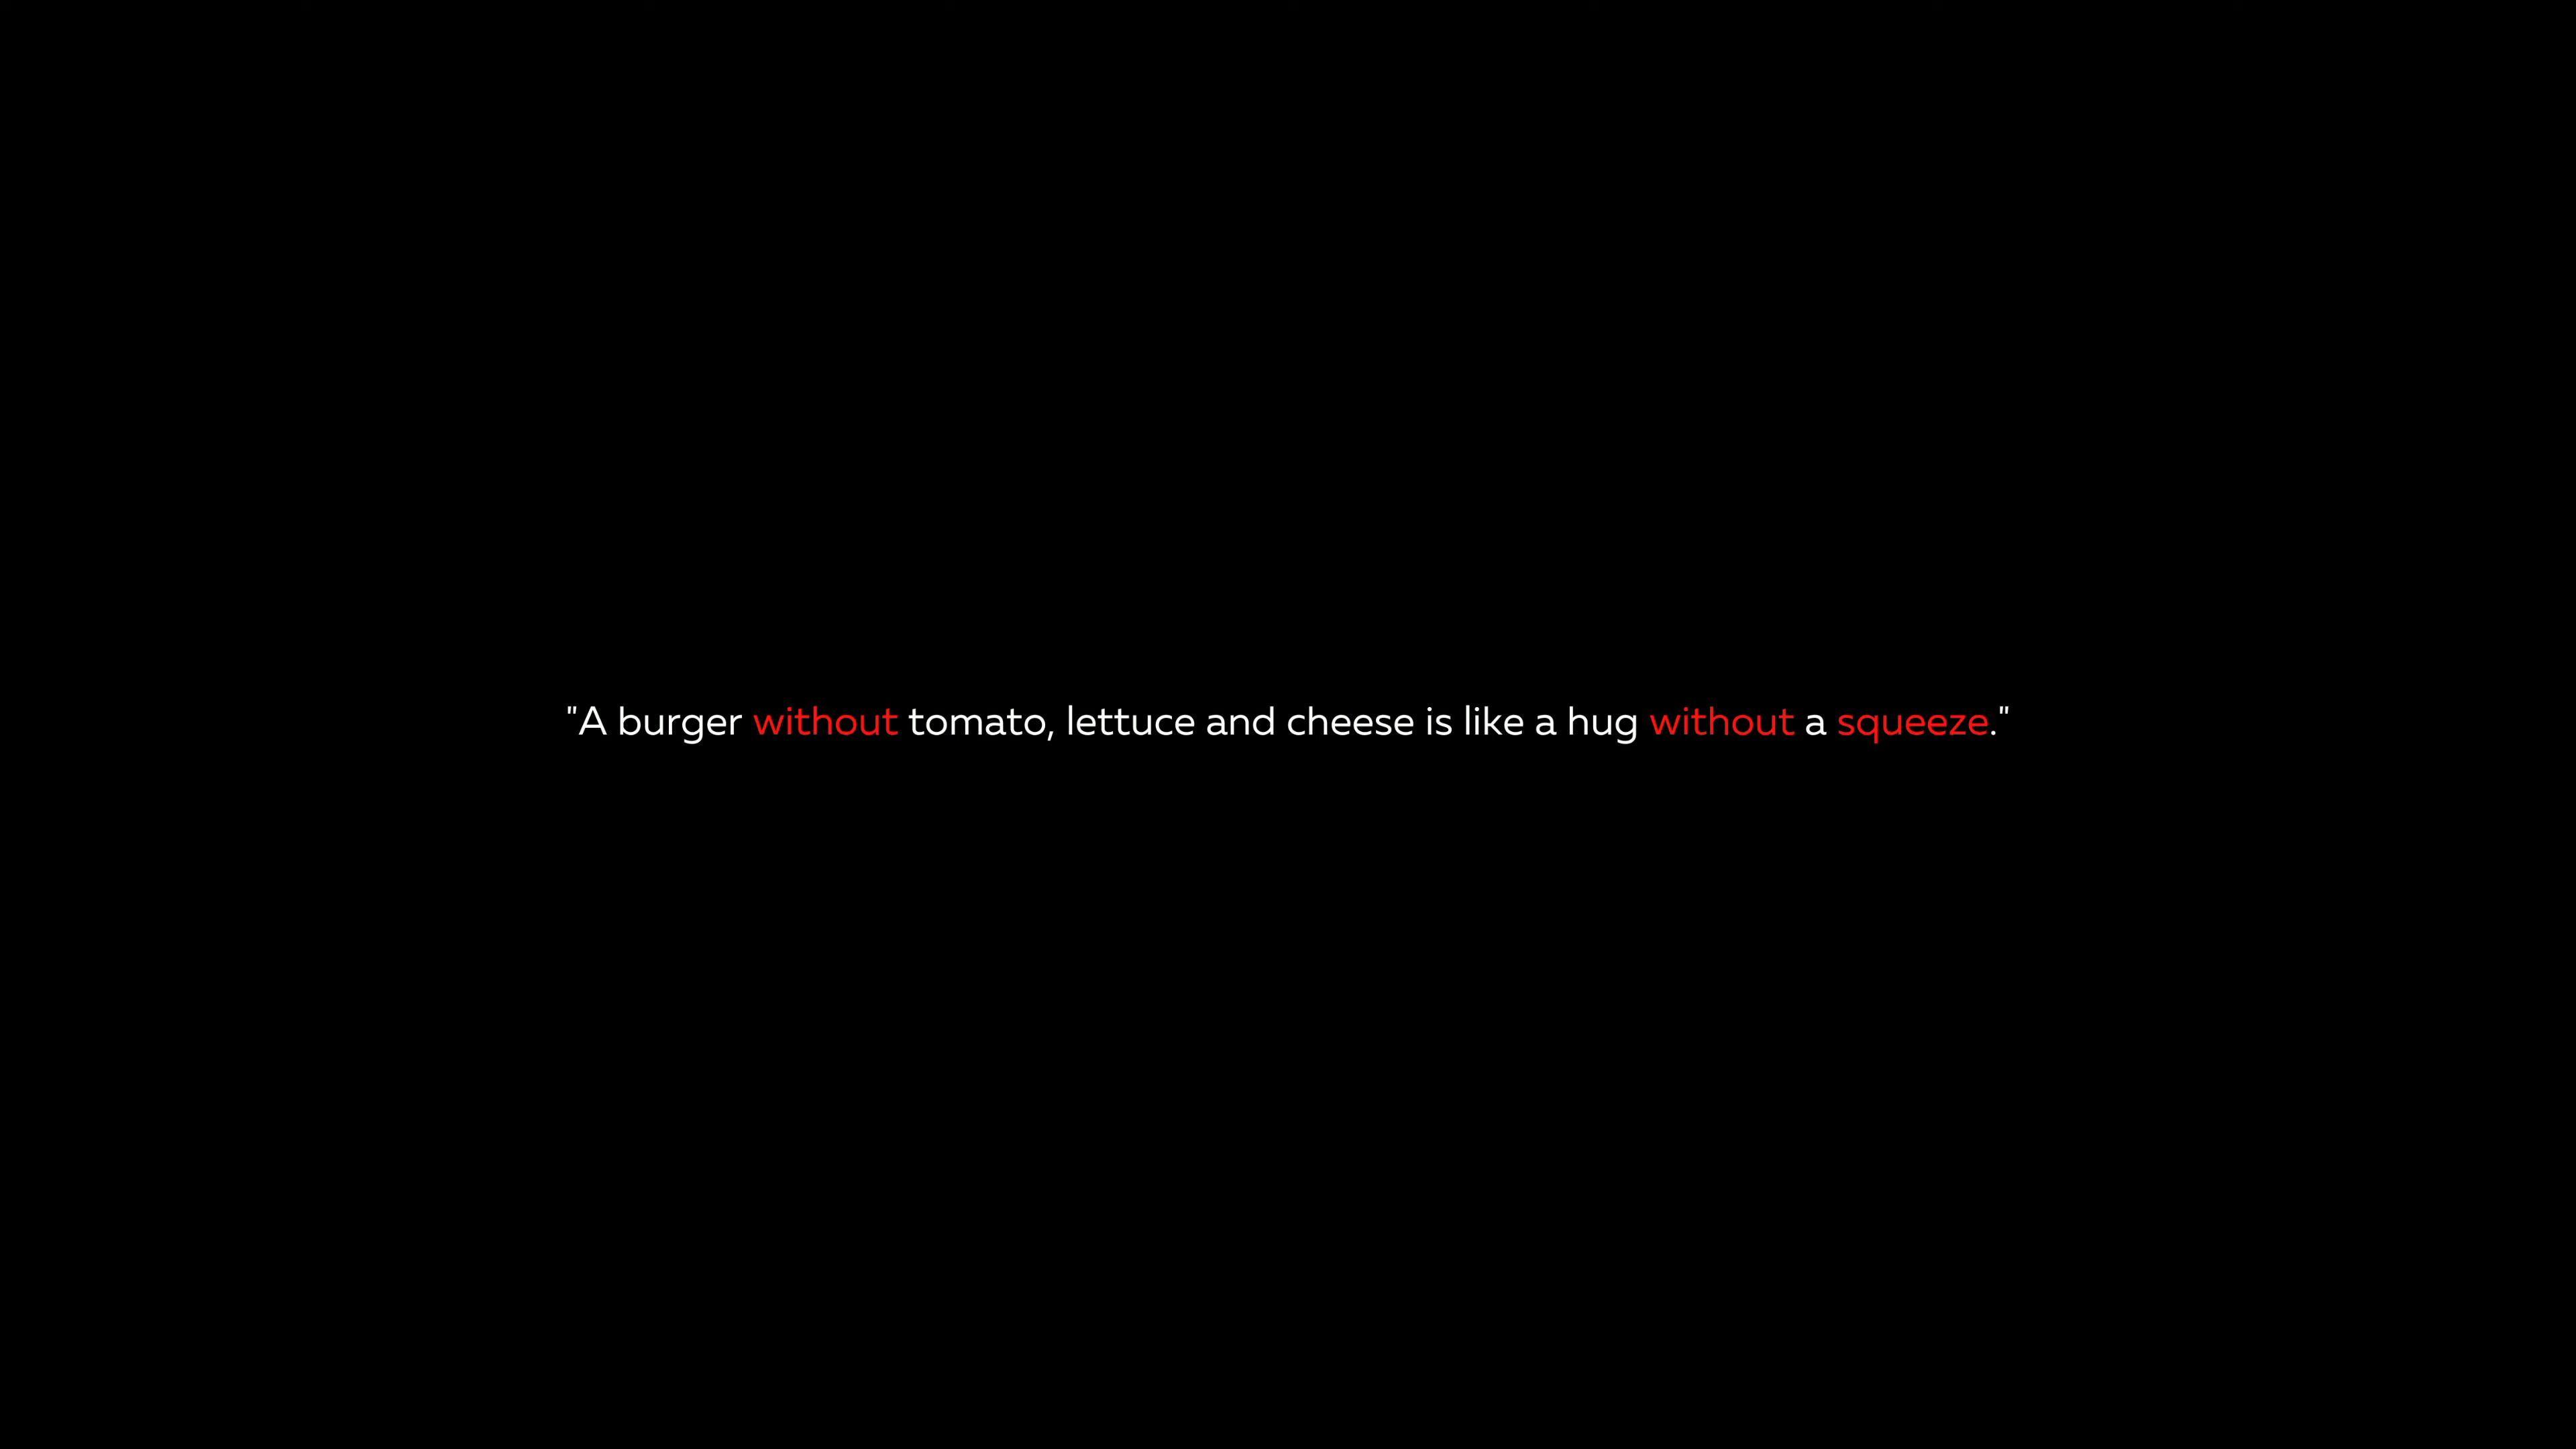 "A burger without tomato, lettuce and cheese is like a hug without a squeeze."